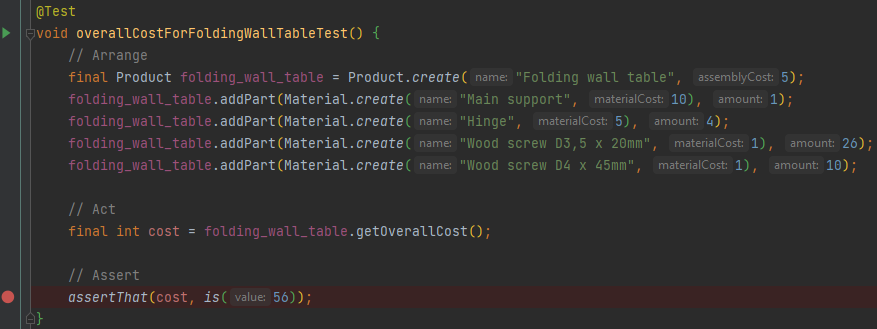 @Test
void overallCostForFoldingWallTableTest() {
// Arrange
final Product folding_wall_table = Product.create( name: "Folding wall table", assemblyCost: 5);
folding_wall_table.addPart(Material.create( name: "Main support", materialCost: 10), amount: 1);
folding_wall_table.addPart(Material.create( name: "Hinge", materialCost: 5), amount: 4);
folding_wall_table.addPart(Material.create( name: "Wood screw D3,5 x 20mm", materialCost: 1), amount: 26);
folding_wall_table.addPart(Material.create( name: "Wood screw D4 x 45mm", materialCost: 1), amount: 10);
// Act
final int cost = folding_wall_table.getOverallCost();
// Assert
assertThat(cost, is( value: 56));
}